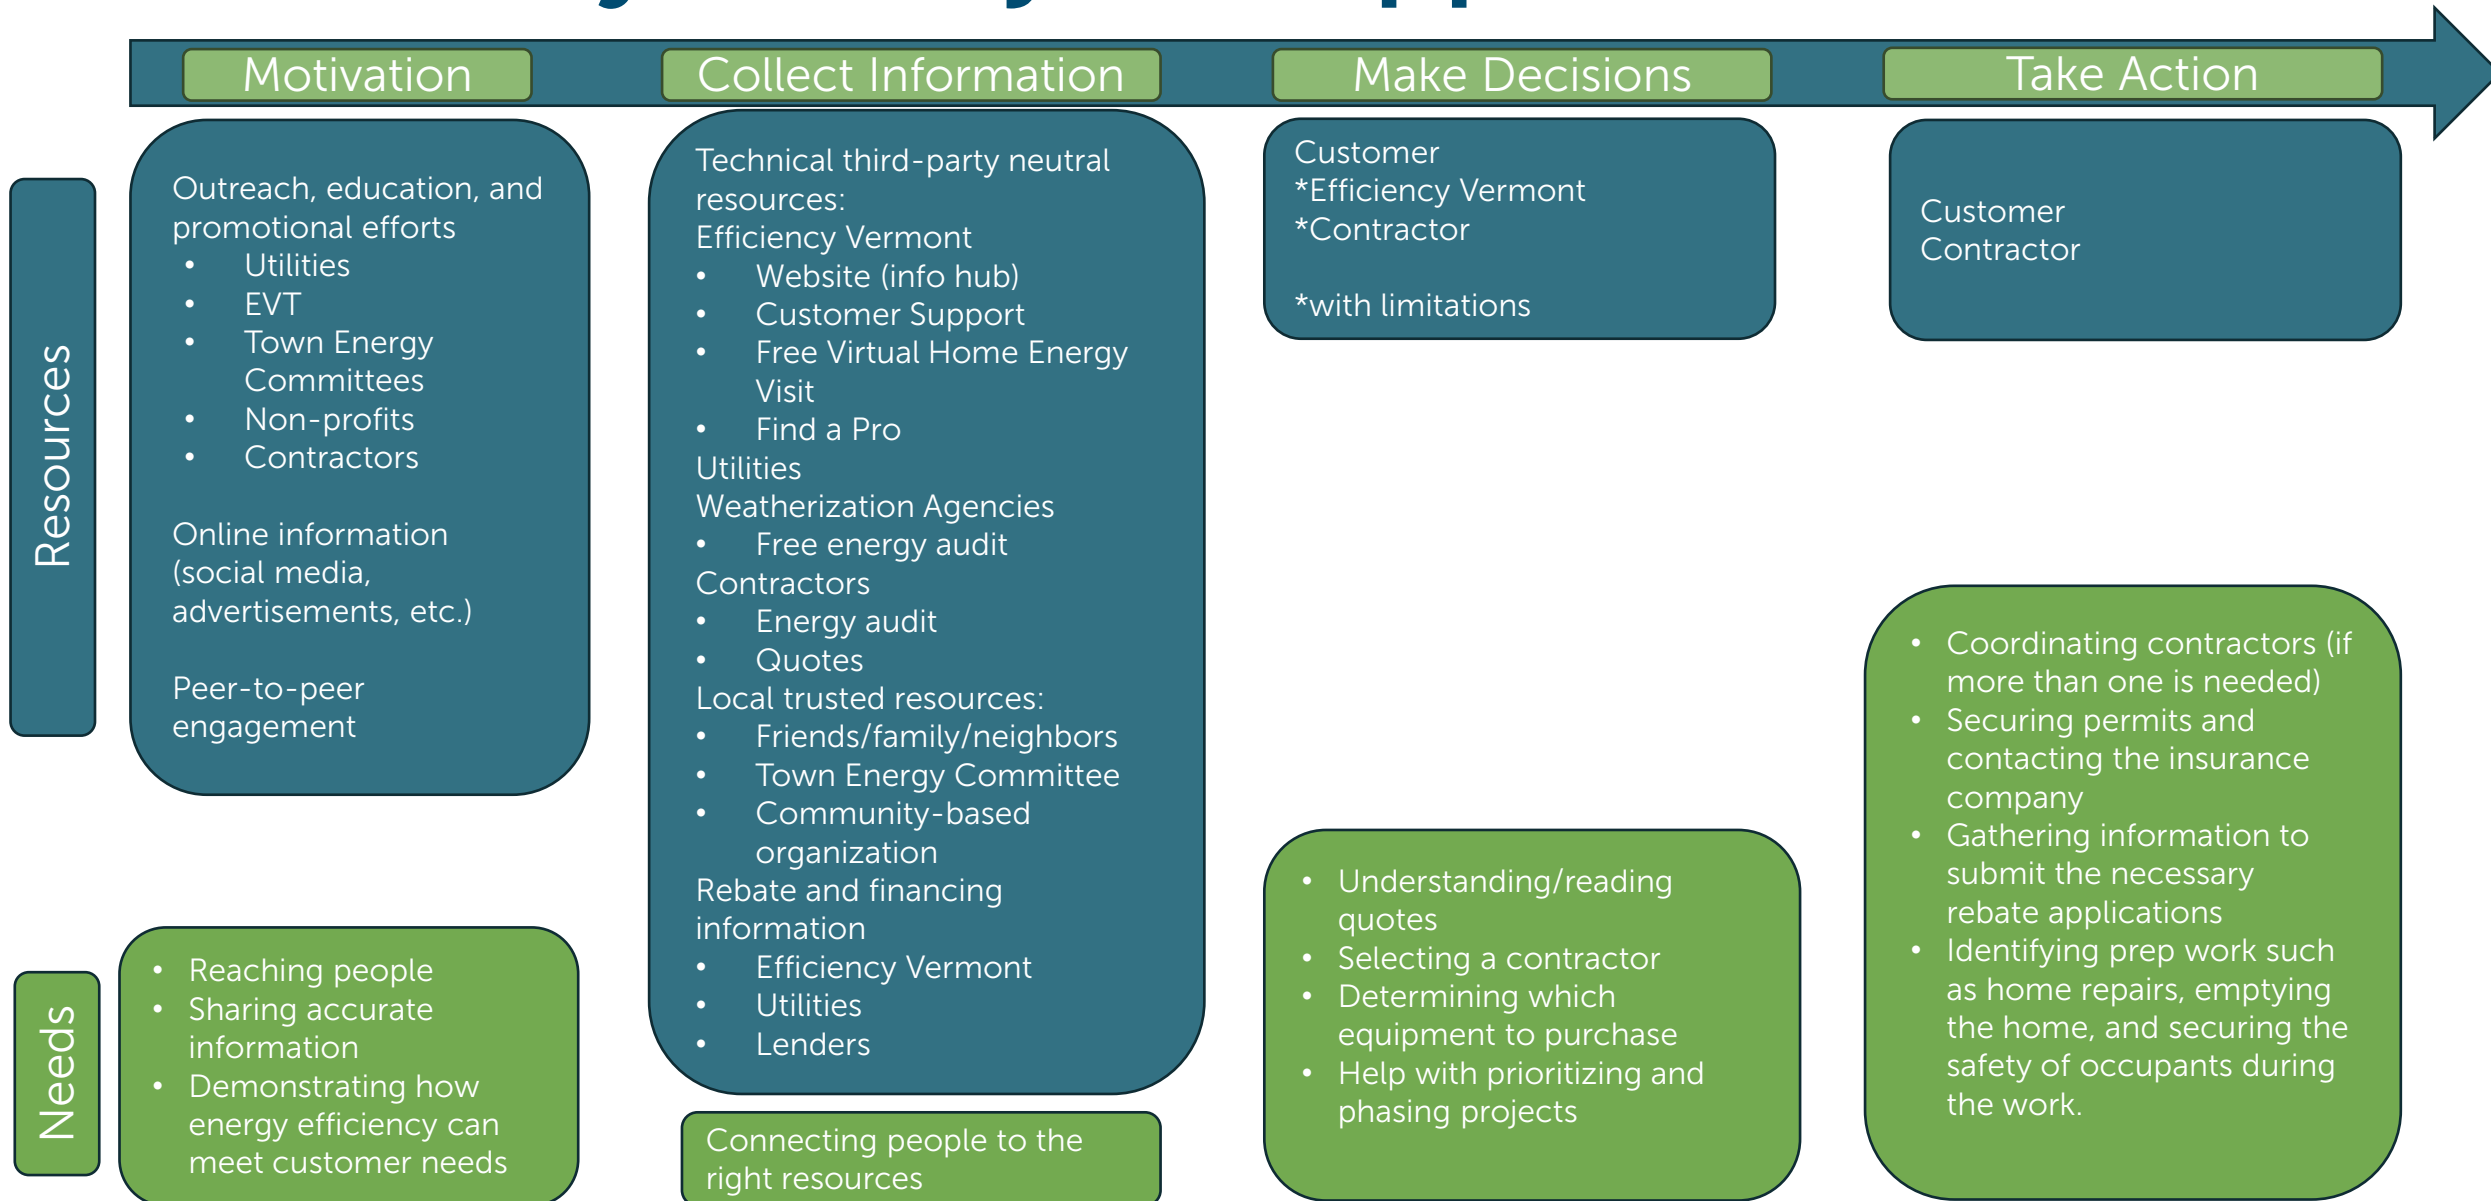 Motivation
Collect Information
Make Decisions
Take Action
Resources
Outreach, education, and
promotional efforts
• Utilities
• EVT
• Town Energy
Committees
• Non-profits
• Contractors
Online information
(social media,
advertisements, etc.)
Peer-to-peer
engagement
Technical third-party neutral
resources:
Efficiency Vermont
• Website (info hub)
• Customer Support
• Free Virtual Home Energy
Visit
• Find a Pro
Utilities
Weatherization Agencies
• Free energy audit
Contractors
• Energy audit
• Quotes
Local trusted resources:
• Friends/family/neighbors
• Town Energy Committee
• Community-based
organization
Rebate and financing
information
• Efficiency Vermont
• Utilities
• Lenders
Customer
*Efficiency Vermont
*Contractor
*with limitations
Customer
Contractor
Needs
• Reaching people
• Sharing accurate
information
• Demonstrating how
energy efficiency can
meet customer needs
Connecting people to the
right resources
• Understanding/reading
quotes
• Selecting a contractor
• Determining which
equipment to purchase
• Help with prioritizing and
phasing projects
• Coordinating contractors (if
more than one is needed)
• Securing permits and
contacting the insurance
company
• Gathering information to
submit the necessary
rebate applications
• Identifying prep work such
as home repairs, emptying
the home, and securing the
safety of occupants during
the work.